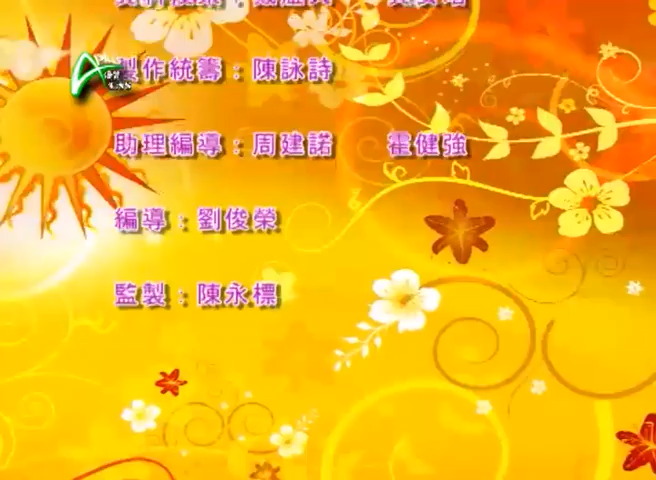 製作統籌：陳詠詩
助理編導：周建諾 霍健強
編導：劉俊榮
監製：陳永標